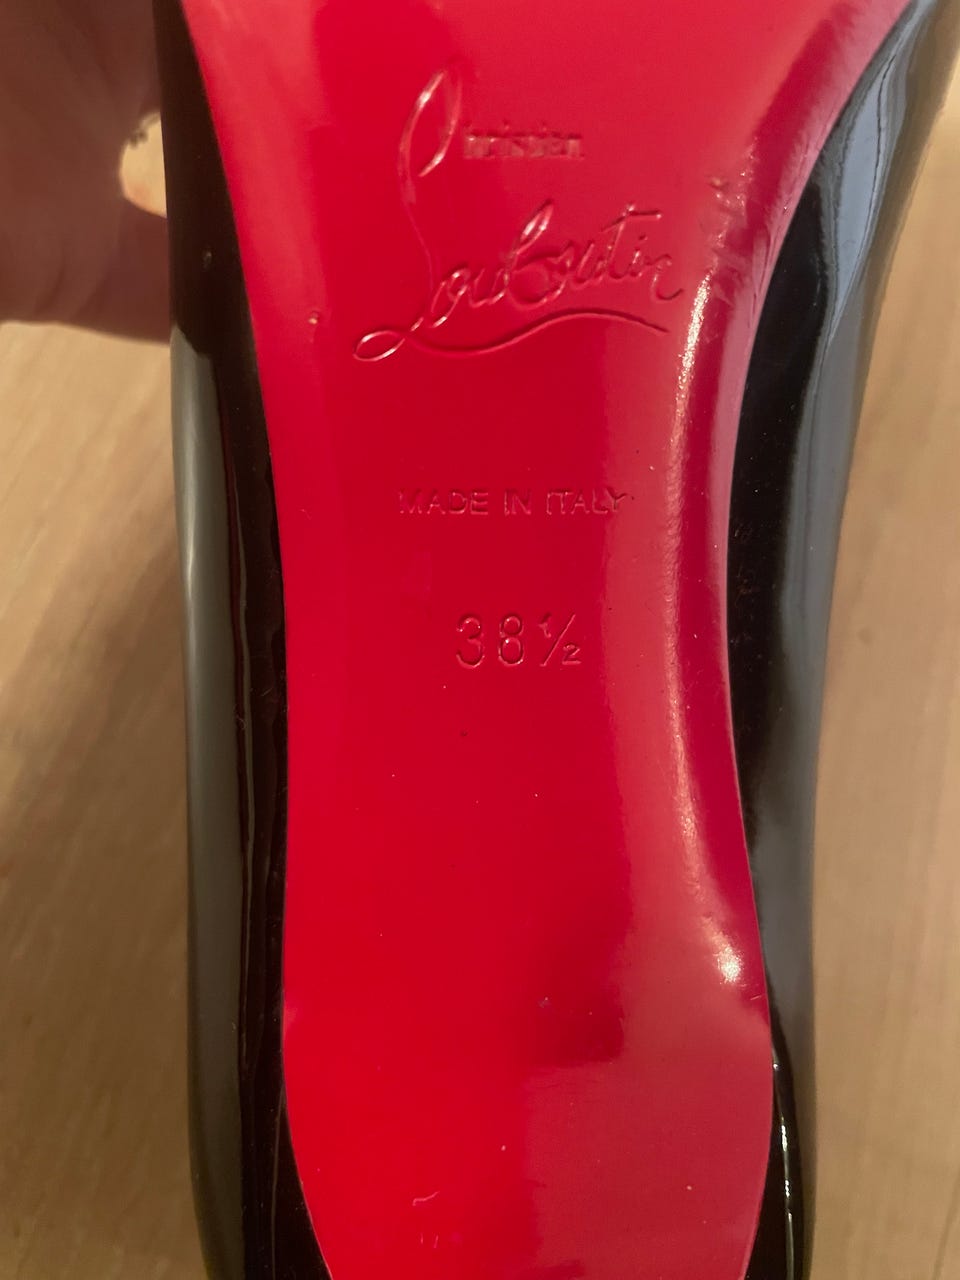 Christian
Louboutin
MADE IN ITALY
38½